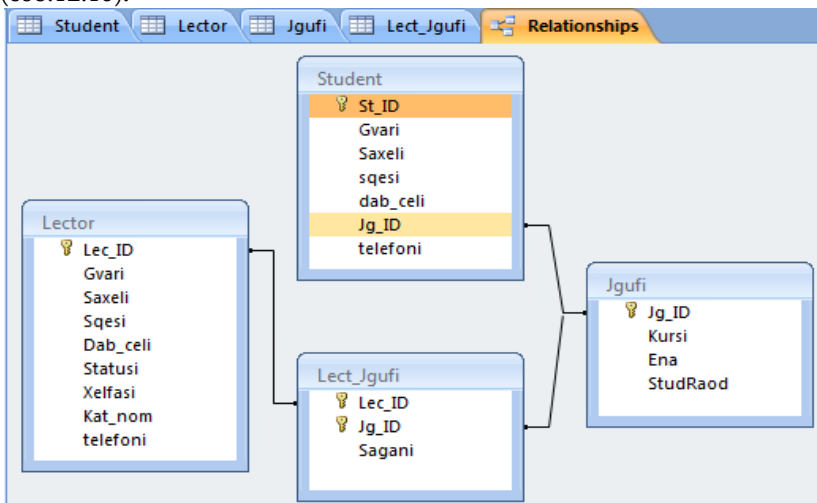 Student Lector Jgufi Lect_Jgufi Relationships
Student
St_ID
Gvari
Saxeli
sqesi
dab_celi
Jg_ID
telefoni
Lector
Lec_ID
Gvari
Saxeli
Sqesi
Dab_celi
Statusi
Xelfasi
Kat_nom
telefoni
Lect_Jgufi
Lec_ID
Jg_ID
Sagani
Jgufi
Jg_ID
Kursi
Ena
StudRaod